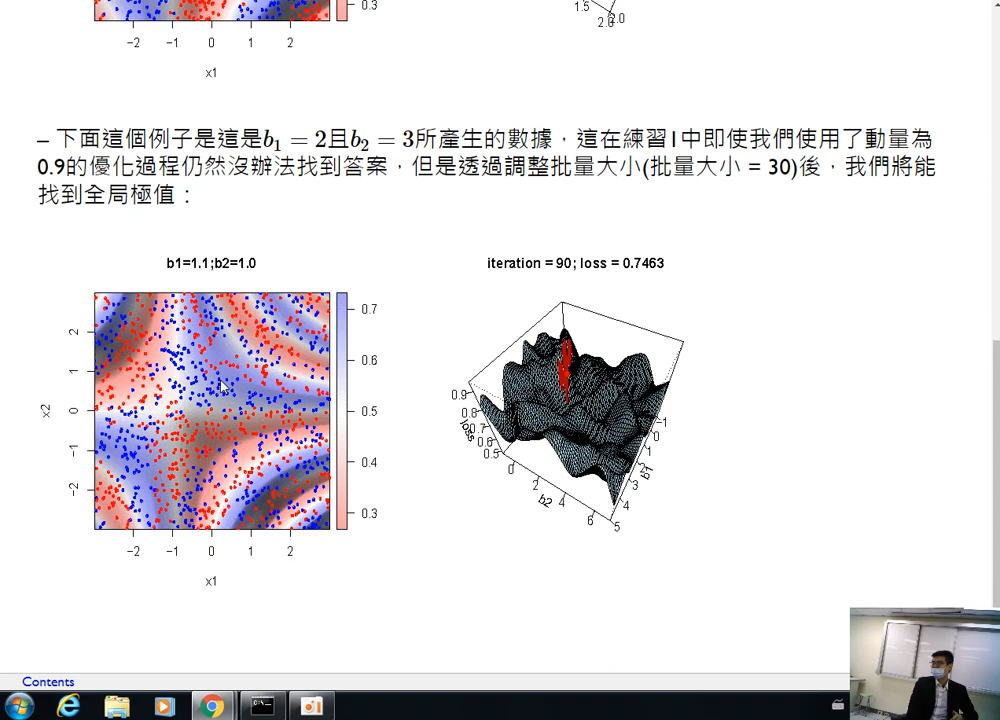 0.3
−2 −1 0 1 2
x1
1.5
2.0
2.0
– 下面這個例子是這是b₁ = 2且b₂ = 3所產生的數據，這在練習1中即使我們使用了動量為
0.9的優化過程仍然沒辦法找到答案，但是透過調整批量大小(批量大小 = 30)後，我們將能
找到全局極值：
b1=1.1;b2=1.0
2
1
0
−1
−2
x2
−2 −1 0 1 2
x1
0.7
0.6
0.5
0.4
0.3
iteration = 90; loss = 0.7463
0.9
0.8
0.7
0.6
0.5
loss
0
2
4
6
b2
−1
0
1
2
3
4
5
b1
Contents